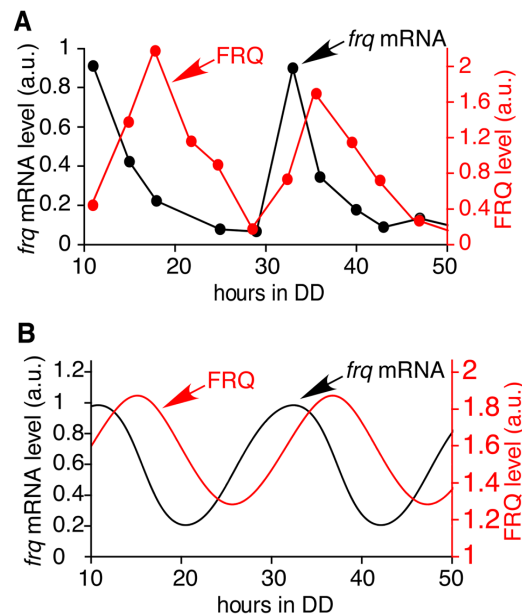 A
frq mRNA
FRQ
1
0.8
0.6
0.4
0.2
0
frq mRNA level (a.u.)
2
1.6
1.2
0.8
0.4
0
FRQ level (a.u.)
10 20 30 40 50
hours in DD
B
frq mRNA
FRQ
1.2
1
0.8
0.6
0.4
0.2
0
frq mRNA level (a.u.)
2
1.8
1.6
1.4
1.2
1
FRQ level (a.u.)
10 20 30 40 50
hours in DD